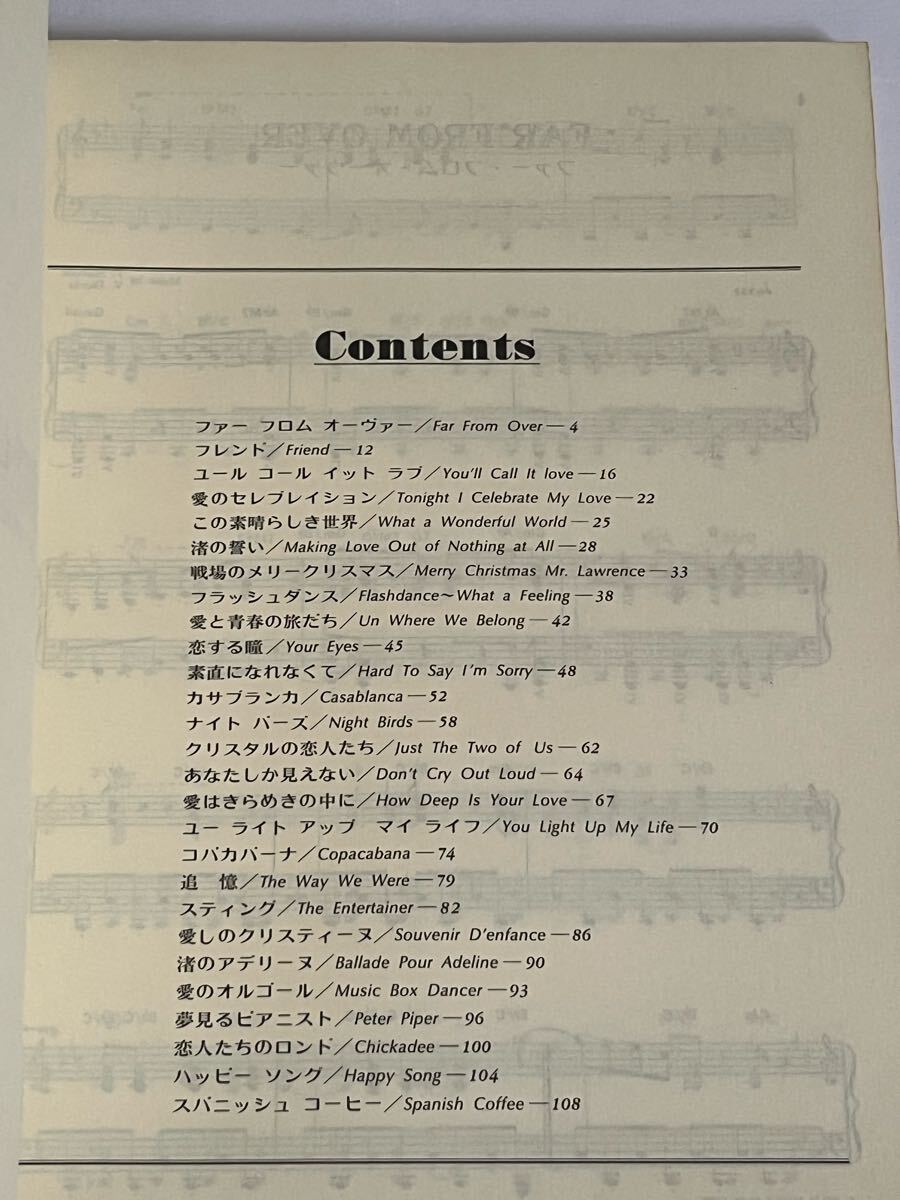 Contents
ファー フロム オーヴァー／Far From Over—4
フレンド／Friend—12
ユール コール イット ラブ／You'll Call It love—16
愛のセレブレイション／Tonight I Celebrate My Love—22
この素晴らしき世界／What a Wonderful World—25
渚の誓い／Making Love Out of Nothing at All—28
戦場のメリークリスマス／Merry Christmas Mr. Lawrence—33
フラッシュダンス／Flashdance～What a Feeling—38
愛と青春の旅だち／Un Where We Belong—42
恋する瞳／Your Eyes—45
素直になれなくて／Hard To Say I'm Sorry—48
カサブランカ／Casablanca—52
ナイト バーズ／Night Birds—58
クリスタルの恋人たち／Just The Two of Us—62
あなたしか見えない／Don't Cry Out Loud—64
愛はきらめきの中に／How Deep Is Your Love—67
ユー ライト アップ マイ ライフ／You Light Up My Life—70
コパカバーナ／Copacabana—74
追 憶／The Way We Were—79
スティング／The Entertainer—82
愛しのクリスティーヌ／Souvenir D'enfance—86
渚のアデリーヌ／Ballade Pour Adeline—90
愛のオルゴール／Music Box Dancer—93
夢見るピアニスト／Peter Piper—96
恋人たちのロンド／Chickadee—100
ハッピー ソング／Happy Song—104
スパニッシュ コーヒー／Spanish Coffee—108